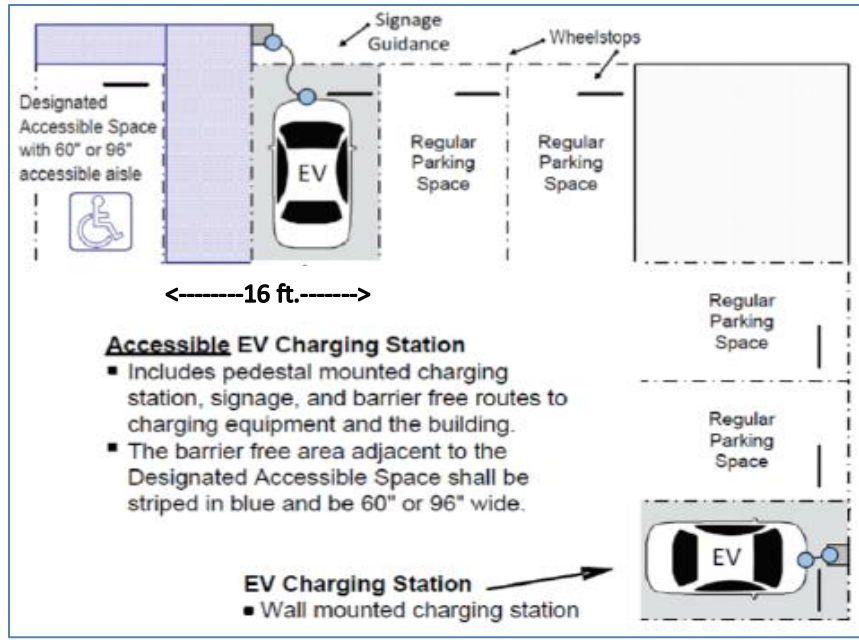 Signage
Guidance
Wheelstops
Designated
Accessible Space
with 60" or 96"
accessible aisle
EV
Regular
Parking
Space
Regular
Parking
Space
<--------16 ft.------->
Regular
Parking
Space
Accessible EV Charging Station
▪ Includes pedestal mounted charging
station, signage, and barrier free routes to
charging equipment and the building.
▪ The barrier free area adjacent to the
Designated Accessible Space shall be
striped in blue and be 60" or 96" wide.
Regular
Parking
Space
EV
EV Charging Station
▪ Wall mounted charging station